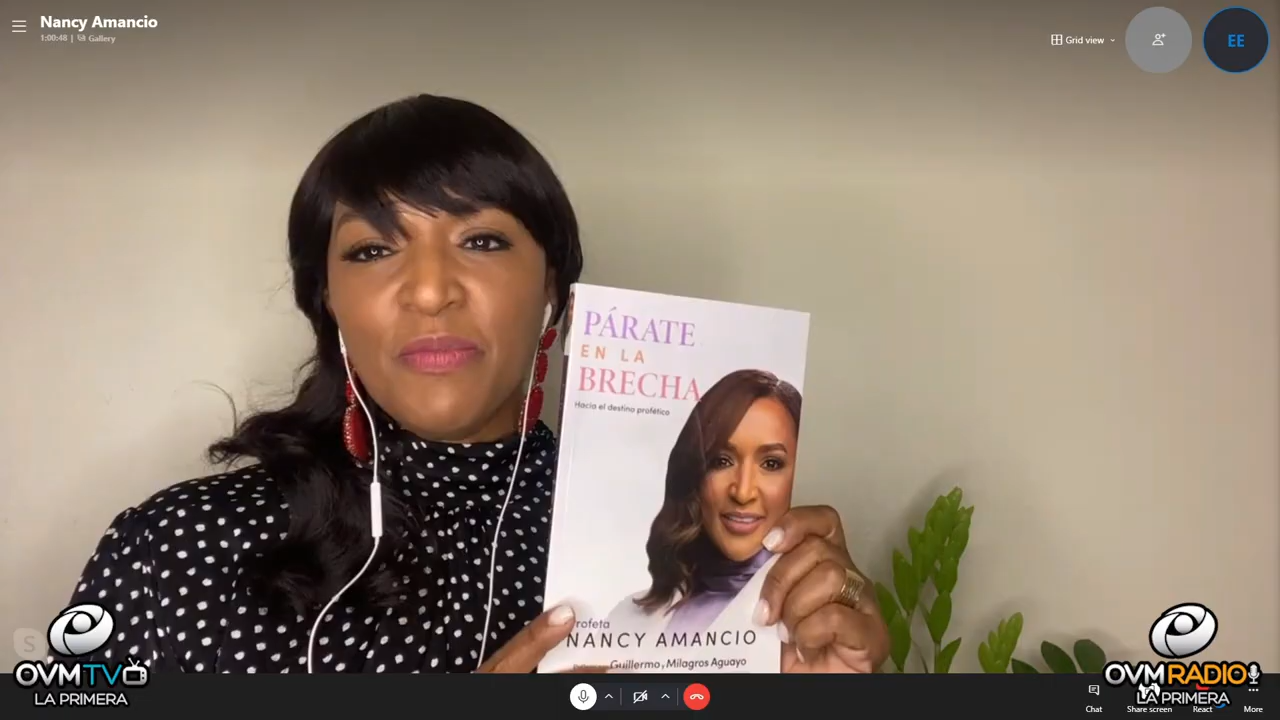 Nancy Amancio
1:00:48 | Gallery
Grid view
EE
PÁRATE
EN LA
BRECHA
Hacia el destino profético
Profeta
NANCY AMANCIO
Guillermo y Milagros Aguayo
S
OVMTV
LA PRIMERA
OVMRADIO
LA PRIMERA
Chat
Share screen
React
More